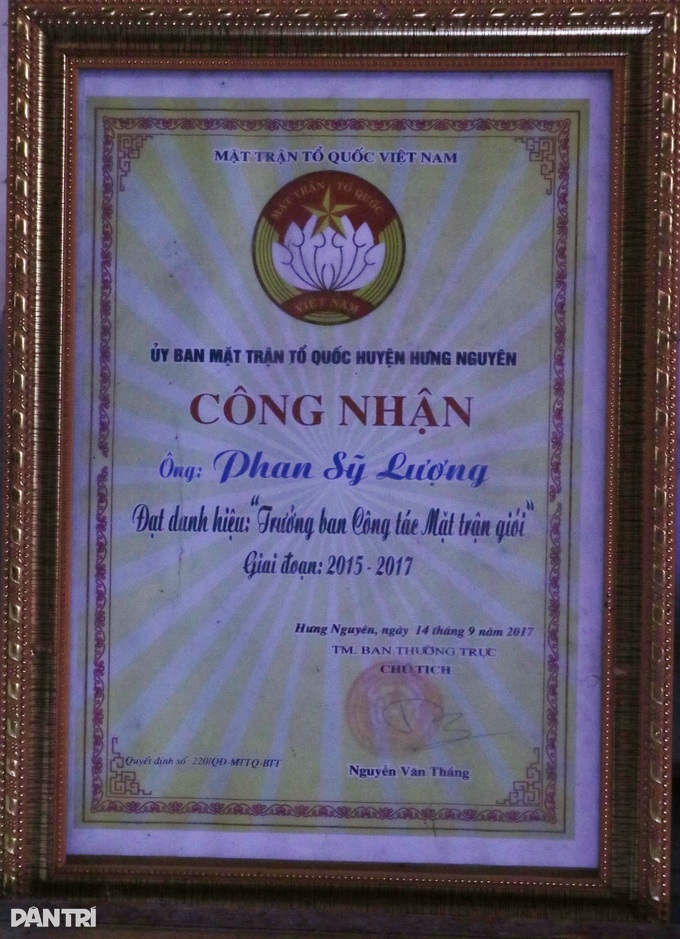 MẶT TRẬN TỔ QUỐC VIỆT NAM
MẶT TRẬN TỔ QUỐC
VIỆT NAM
ỦY BAN MẶT TRẬN TỔ QUỐC HUYỆN HƯNG NGUYÊN
CÔNG NHẬN
Ông: Phan Sỹ Lượng
Đạt danh hiệu: "Trưởng ban Công tác Mặt trận giỏi"
Giai đoạn: 2015 - 2017
Hưng Nguyên, ngày 14 tháng 9 năm 2017
TM. BAN THƯỜNG TRỰC
CHỦ TỊCH
Quyết định số 220/QĐ-MTTQ-BTT
Nguyễn Văn Thắng
DÂN TRÍ